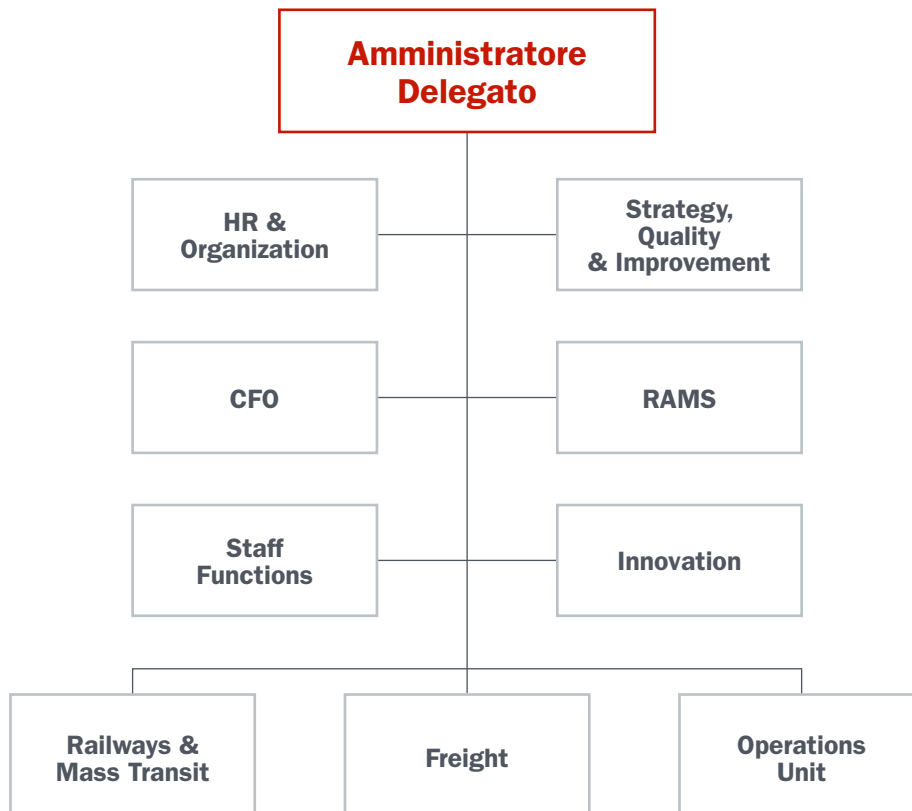 Amministratore
Delegato
HR &
Organization
Strategy,
Quality
& Improvement
CFO
RAMS
Staff
Functions
Innovation
Railways &
Mass Transit
Freight
Operations
Unit